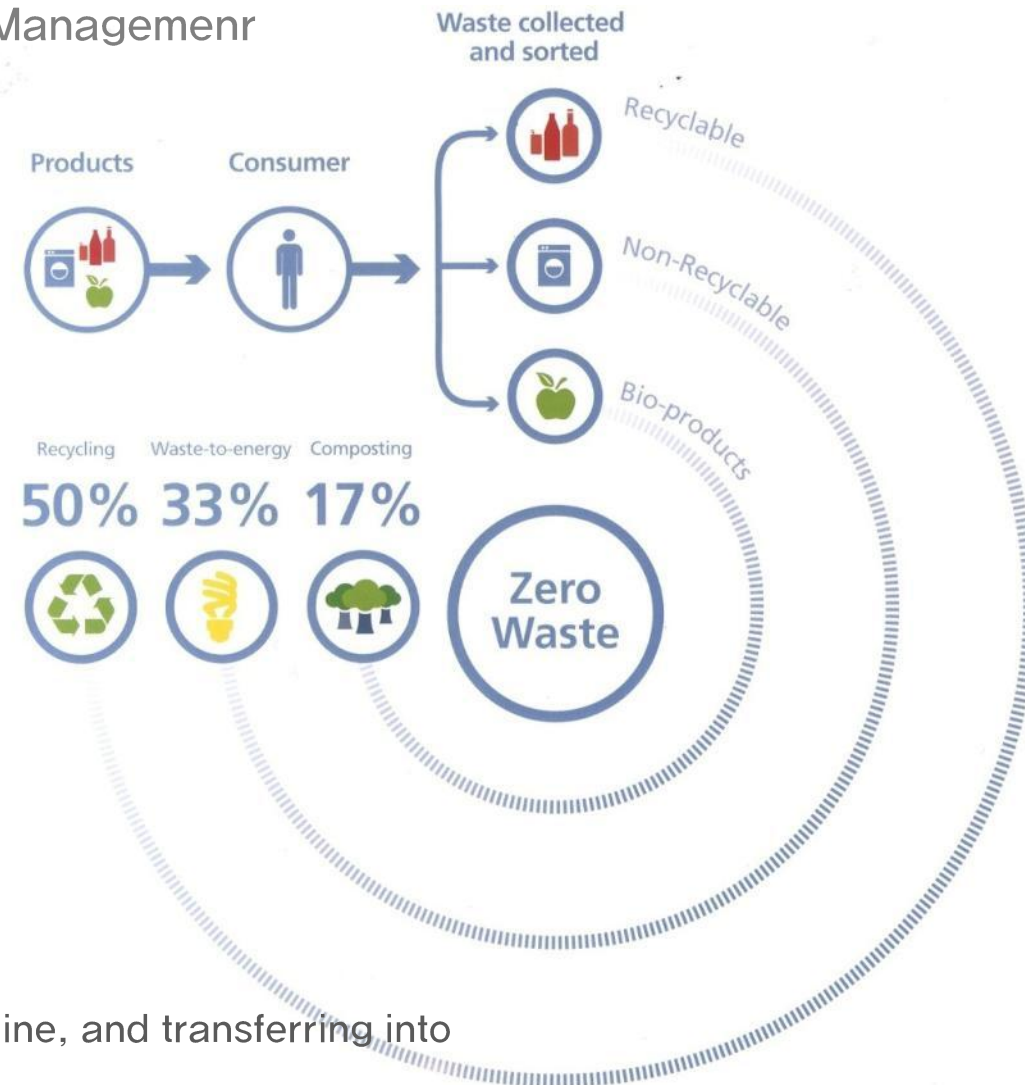 Managemenr
Waste collected
and sorted
Recyclable
Products
Consumer
Non-Recyclable
Bio-products
Recycling
Waste-to-energy
Composting
50%
33%
17%
Zero
Waste
ine, and transferring into